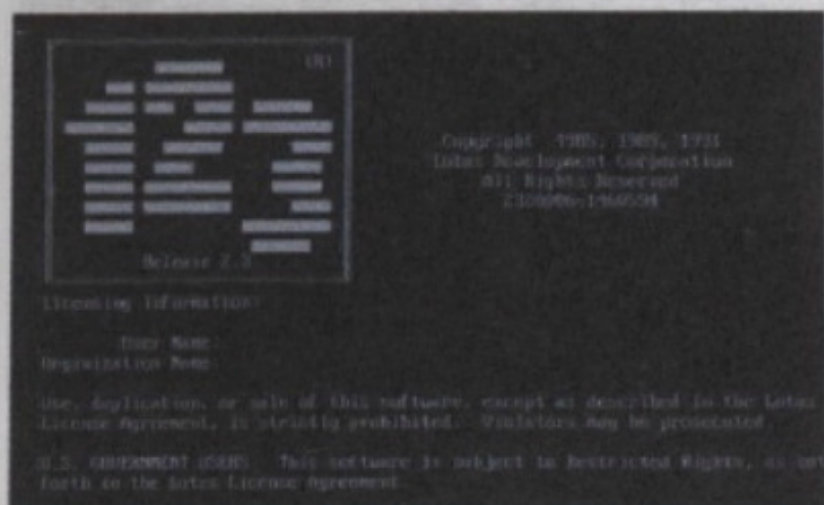 123
(R)
Release 2.3
Copyright 1985, 1989, 1991
Lotus Development Corporation
All Rights Reserved
Licensing Information:
User Name:
Organization Name:
Use, duplication, or sale of this software, except as described in the Lotus
License Agreement, is strictly prohibited. Violators may be prosecuted.
U.S. GOVERNMENT USERS: This software is subject to Restricted Rights, as set
forth in the Lotus License Agreement